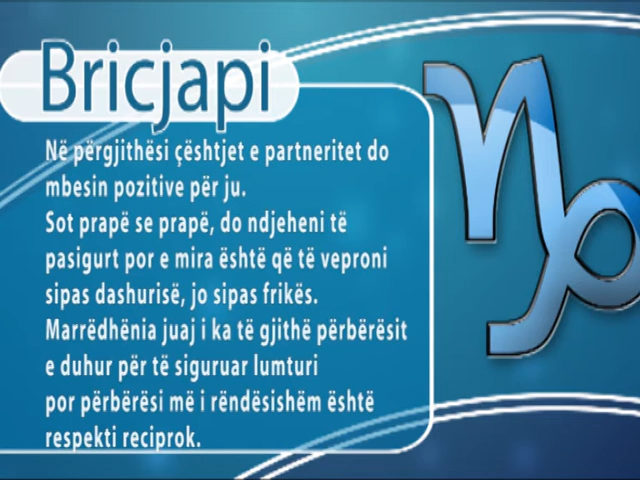 Bricjapi
Në përgjithësi çështjet e partneritet do
mbesin pozitive për ju.
Sot prapë se prapë, do ndjeheni të
pasigurt por e mira është që të veproni
sipas dashurisë, jo sipas frikës.
Marrëdhënia juaj i ka të gjithë përbërësit
e duhur për të siguruar lumturi
por përbërësi më i rëndësishëm është
respekti reciprok.